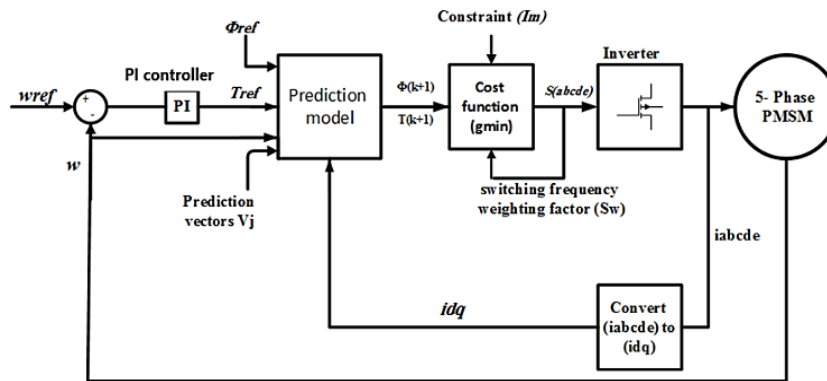 Φref
Constraint (Im)
Inverter
PI controller
wref
+
-
PI
Tref
Prediction
model
Φ(k+1)
T(k+1)
Cost
function
(gmin)
S(abcde)
5- Phase
PMSM
w
Prediction
vectors Vj
switching frequency
weighting factor (Sw)
iabcde
idq
Convert
(iabcde) to
(idq)